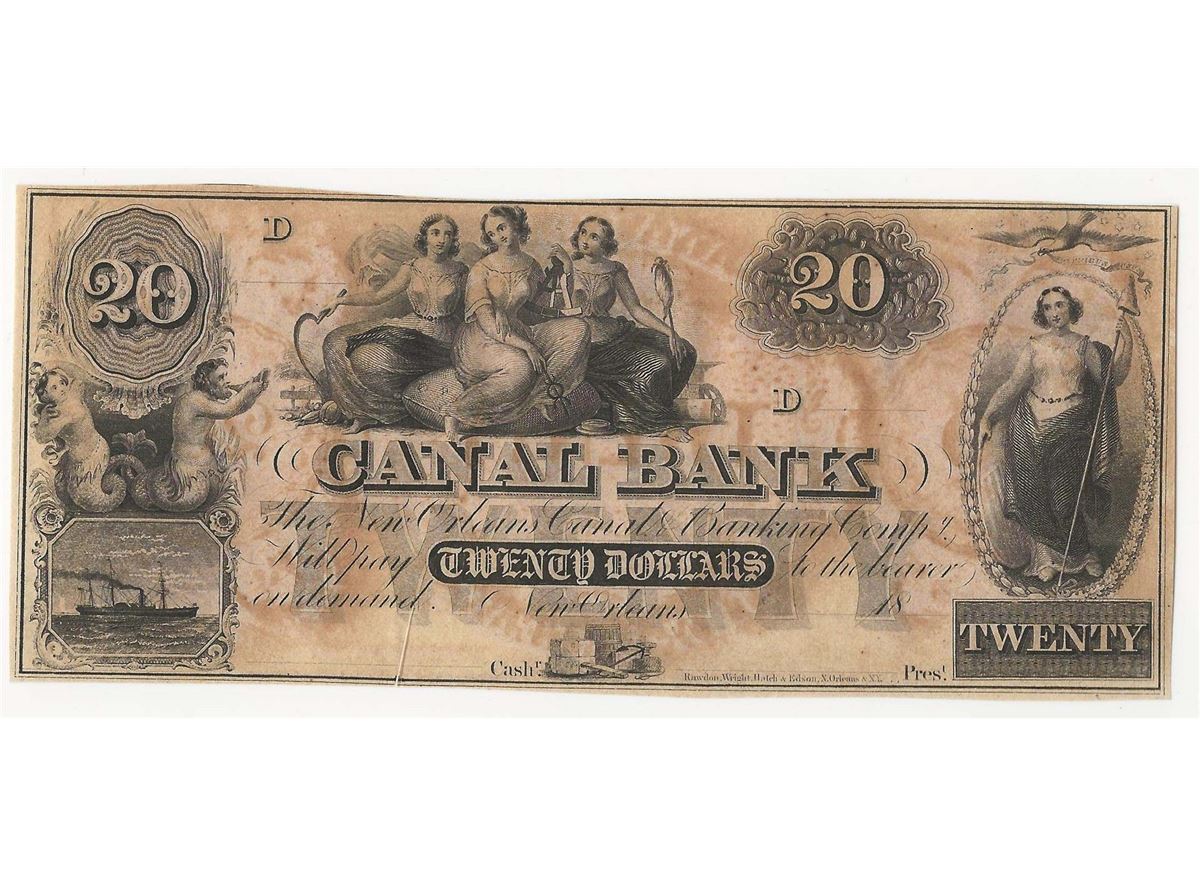 20
D
20
D
CANAL BANK
The New Orleans Canal & Banking Compy.
Will pay TWENTY DOLLARS to the bearer
on demand. New Orleans 18
TWENTY
Cashr.
Rawdon, Wright, Hatch & Edson, N. Orleans & N.Y.
Prest.